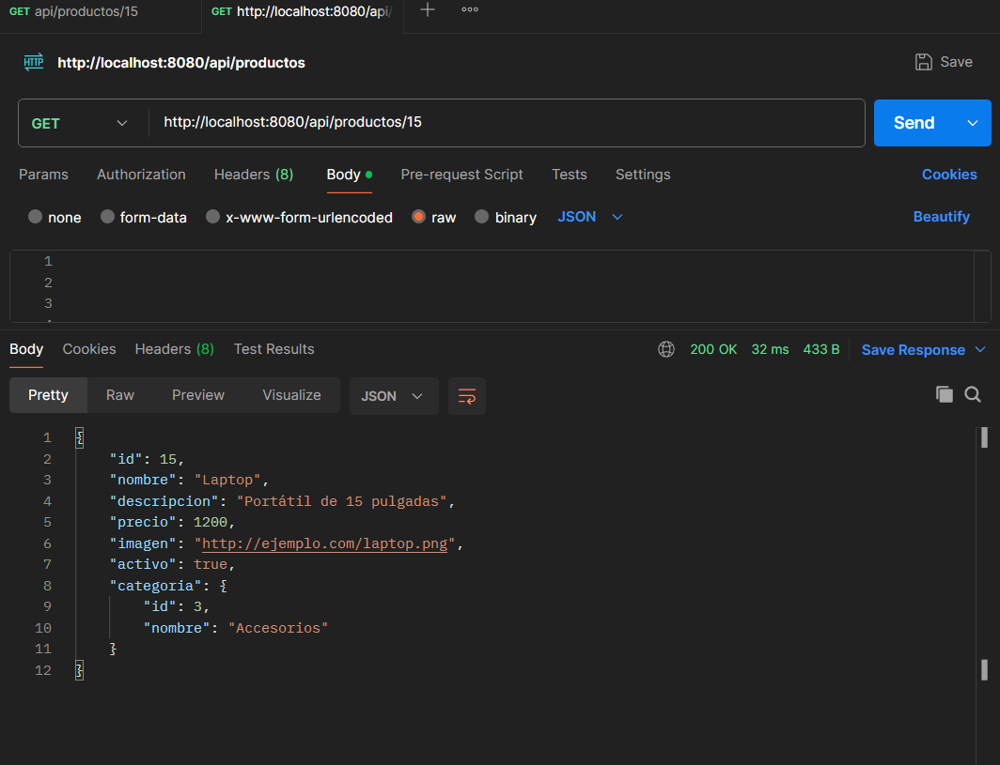 GET api/productos/15 GET http://localhost:8080/api/
HTTP http://localhost:8080/api/productos Save
GET http://localhost:8080/api/productos/15 Send
Params Authorization Headers (8) Body Pre-request Script Tests Settings Cookies
none form-data x-www-form-urlencoded raw binary JSON Beautify
1
2
3
Body Cookies Headers (8) Test Results 200 OK 32 ms 433 B Save Response
Pretty Raw Preview Visualize JSON
1 {
2 "id": 15,
3 "nombre": "Laptop",
4 "descripcion": "Portátil de 15 pulgadas",
5 "precio": 1200,
6 "imagen": "http://ejemplo.com/laptop.png",
7 "activo": true,
8 "categoria": {
9 "id": 3,
10 "nombre": "Accesorios"
11 }
12 }